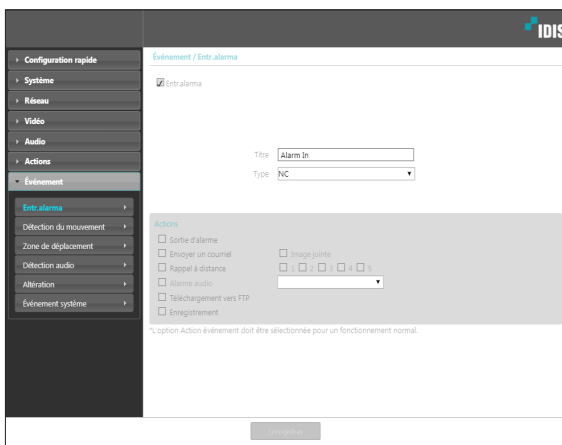 IDIS
Configuration rapide
Système
Réseau
Vidéo
Audio
Actions
Événement
Entr.alarma
Détection du mouvement
Zone de déplacement
Détection audio
Altération
Événement système
Événement / Entr.alarma
Entr.alarma
Titre Alarm In
Type NC
Actions
Sortie d'alarme
Envoyer un courriel Image jointe
Rappel à distance 1 2 3 4 5
Alarme audio
Téléchargement vers FTP
Enregistrement
*L'option Action événement doit être sélectionnée pour un fonctionnement normal.